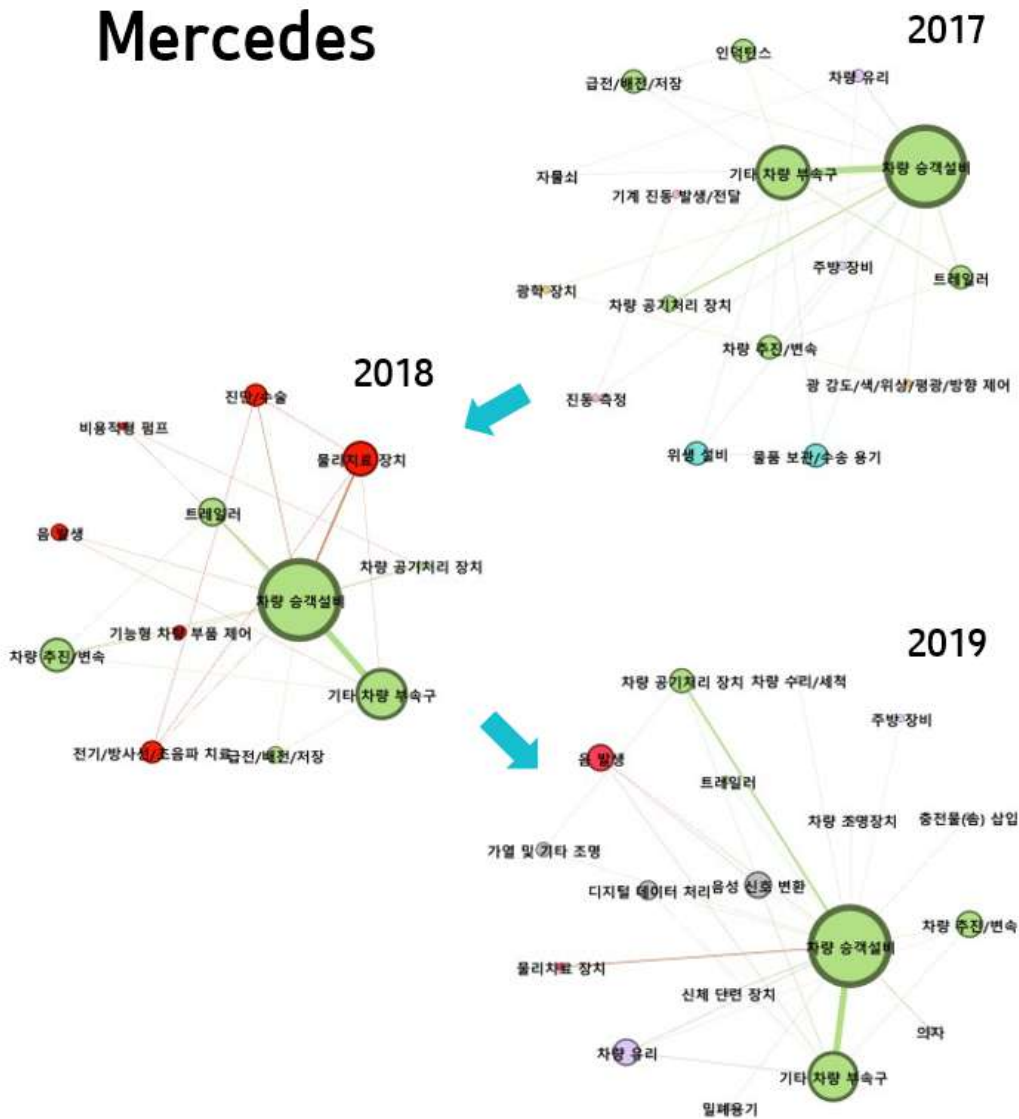 Mercedes
2017
인덕턴스
급전/배전/저장
차량 유리
차량 승객설비
기타 차량 부속구
자물쇠
기계 진동 발생/전달
주방 장비
트레일러
광학 장치
차량 공기처리 장치
차량 추진/변속
광 강도/색/위상/평광/방향 제어
진동 측정
위생 설비
물품 보관/수송 용기
2018
진단/수술
비용적형 펌프
물리치료 장치
트레일러
음 발생
차량 공기처리 장치
차량 승객설비
기능형 차량 부품 제어
차량 추진/변속
기타 차량 부속구
전기/방사선/초음파 치료
급전/배전/저장
2019
차량 공기처리 장치
차량 수리/세척
주방 장비
음 발생
트레일러
차량 조명장치
충전물(솜) 삽입
가열 및 기타 조명
디지털 데이터 처리
음성 신호 변환
차량 추진/변속
차량 승객설비
물리치료 장치
신체 단련 장치
의자
차량 유리
기타 차량 부속구
밀폐용기